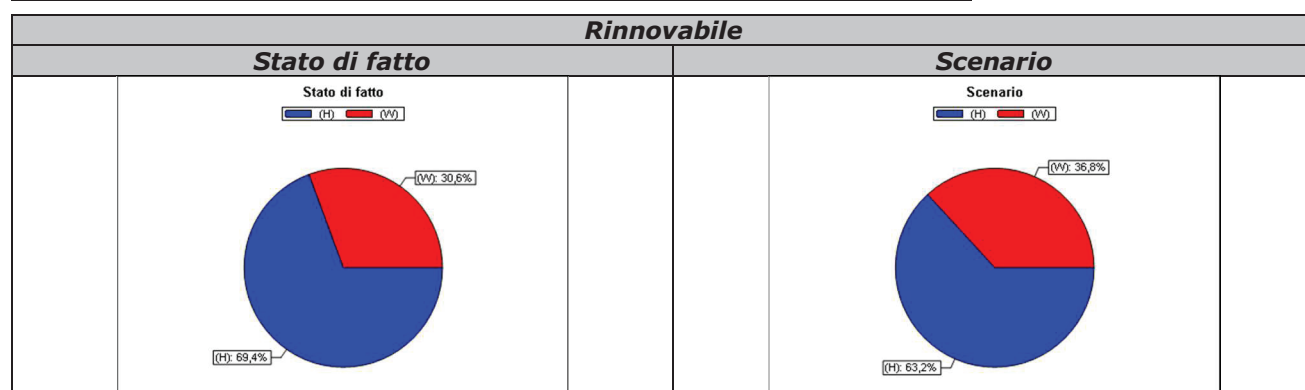 Rinnovabile
Stato di fatto
Scenario
Stato di fatto
(H) (W)
(W): 30,6%
(H): 69,4%
Scenario
(H) (W)
(W): 36,8%
(H): 63,2%